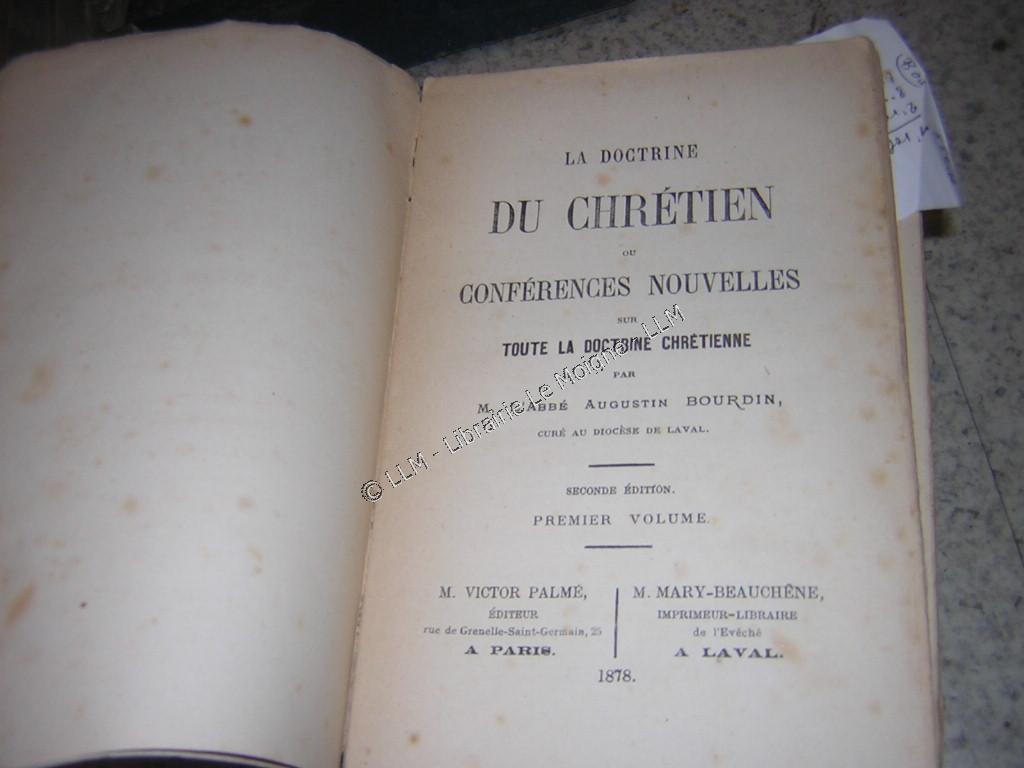 LA DOCTRINE
DU CHRÉTIEN
OU
CONFÉRENCES NOUVELLES
SUR
TOUTE LA DOCTRINE CHRÉTIENNE
PAR
M. L'ABBÉ AUGUSTIN BOURDIN,
CURÉ AU DIOCÈSE DE LAVAL.
SECONDE ÉDITION.
PREMIER VOLUME.
M. VICTOR PALMÉ,
ÉDITEUR
rue de Grenelle-Saint-Germain, 25
A PARIS.
M. MARY-BEAUCHÊNE,
IMPRIMEUR-LIBRAIRE
de l'Evêché
A LAVAL.
1878.
© LLM - Librairie Le Moigne - LLM